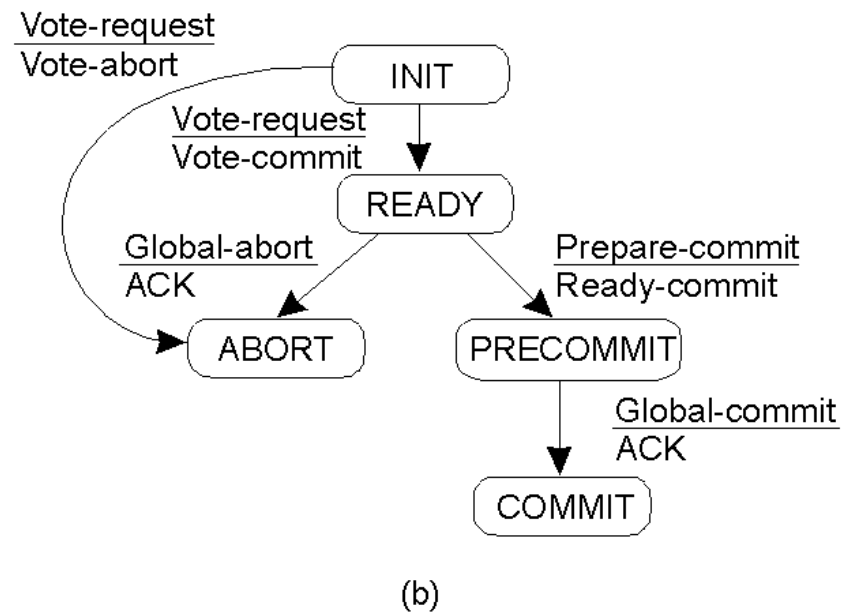 Vote-request
Vote-abort
INIT
Vote-request
Vote-commit
READY
Global-abort
ACK
Prepare-commit
Ready-commit
ABORT
PRECOMMIT
Global-commit
ACK
COMMIT
(b)